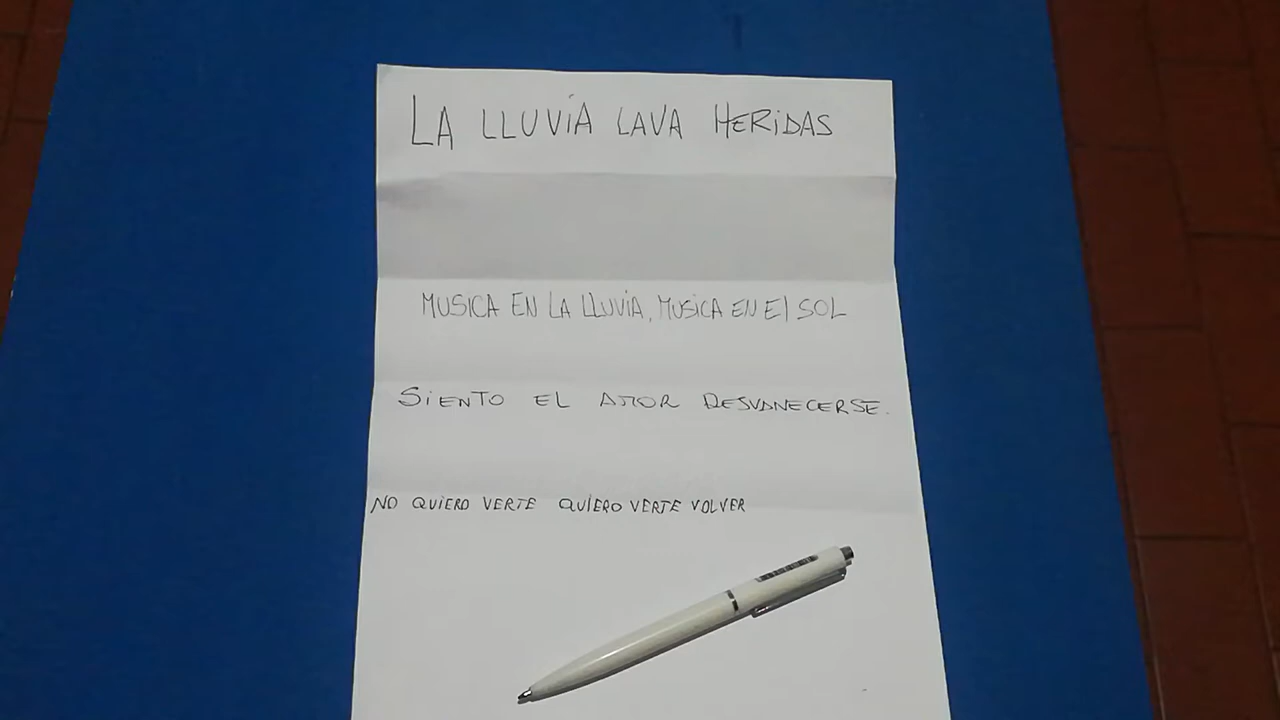 LA LLUViA LAVA HERiDAS
MUSICA EN LA LLUViA, MUSiCA EN El SOL
SiENTO EL AMOR DESVANECERSE.
NO QUiERO VERTE QUiERO VERTE VOLVER